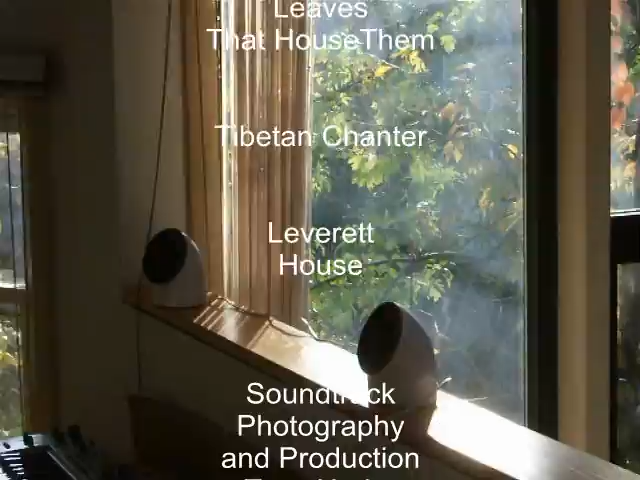 Leaves
That HouseThem
Tibetan Chanter
Leverett
House
Soundtrack
Photography
and Production